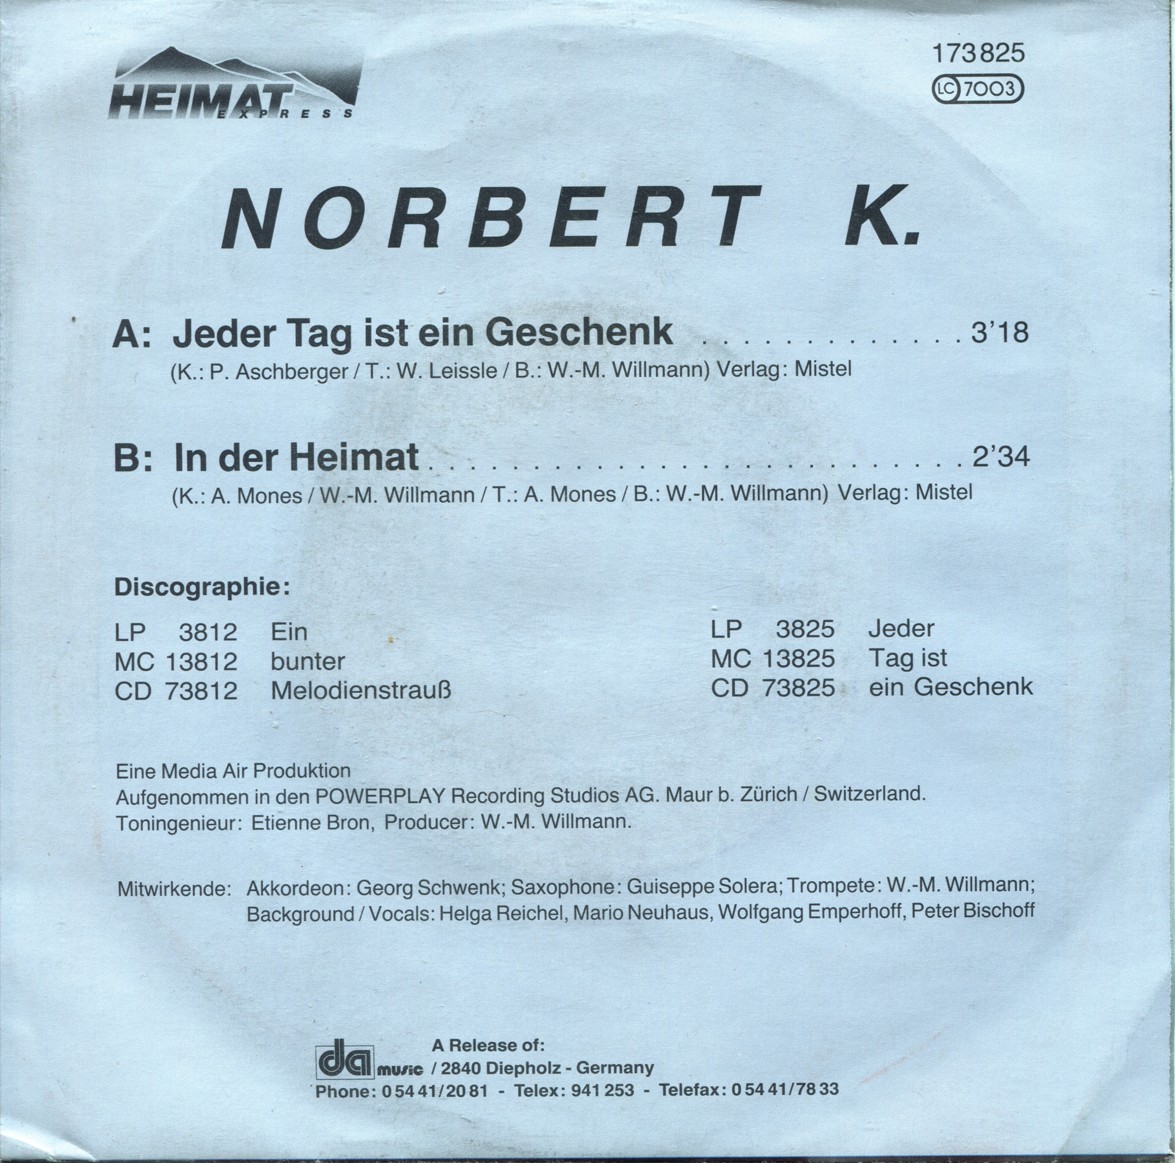 HEIMAT
EXPRESS
173825
LC 7003
NORBERT K.
A: Jeder Tag ist ein Geschenk . . . . . . . . . . . . . 3'18
(K.: P. Aschberger / T.: W. Leissle / B.: W.-M. Willmann) Verlag: Mistel
B: In der Heimat . . . . . . . . . . . . . . . . . . . . . . . . . . 2'34
(K.: A. Mones / W.-M. Willmann / T.: A. Mones / B.: W.-M. Willmann) Verlag: Mistel
Discographie:
LP 3812 Ein
MC 13812 bunter
CD 73812 Melodienstrauß
LP 3825 Jeder
MC 13825 Tag ist
CD 73825 ein Geschenk
Eine Media Air Produktion
Aufgenommen in den POWERPLAY Recording Studios AG. Maur b. Zürich / Switzerland.
Toningenieur: Etienne Bron, Producer: W.-M. Willmann.
Mitwirkende: Akkordeon: Georg Schwenk; Saxophone: Guiseppe Solera; Trompete: W.-M. Willmann;
Background / Vocals: Helga Reichel, Mario Neuhaus, Wolfgang Emperhoff, Peter Bischoff
A Release of:
da music / 2840 Diepholz - Germany
Phone: 0 54 41/20 81 - Telex: 941 253 - Telefax: 0 54 41/78 33